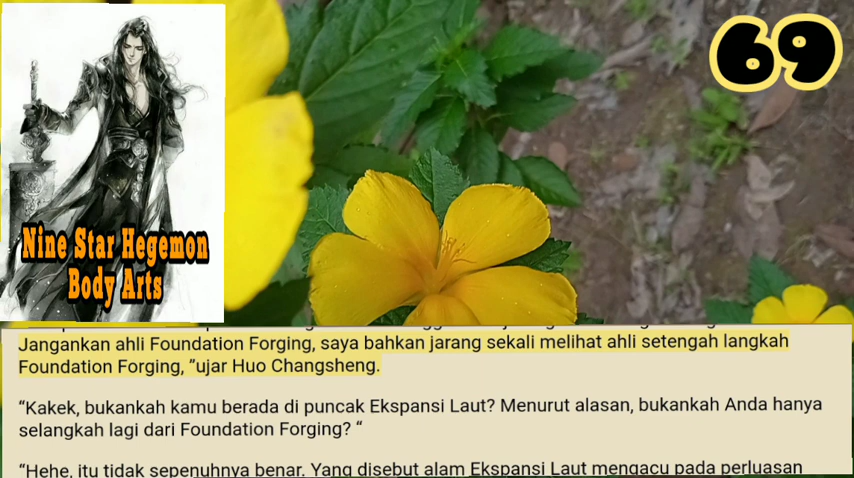 69
Nine Star Hegemon
Body Arts
Jangankan ahli Foundation Forging, saya bahkan jarang sekali melihat ahli setengah langkah
Foundation Forging, ”ujar Huo Changsheng.
“Kakek, bukankah kamu berada di puncak Ekspansi Laut? Menurut alasan, bukankah Anda hanya
selangkah lagi dari Foundation Forging? “
“Hehe, itu tidak sepenuhnya benar. Yang disebut alam Ekspansi Laut mengacu pada perluasan